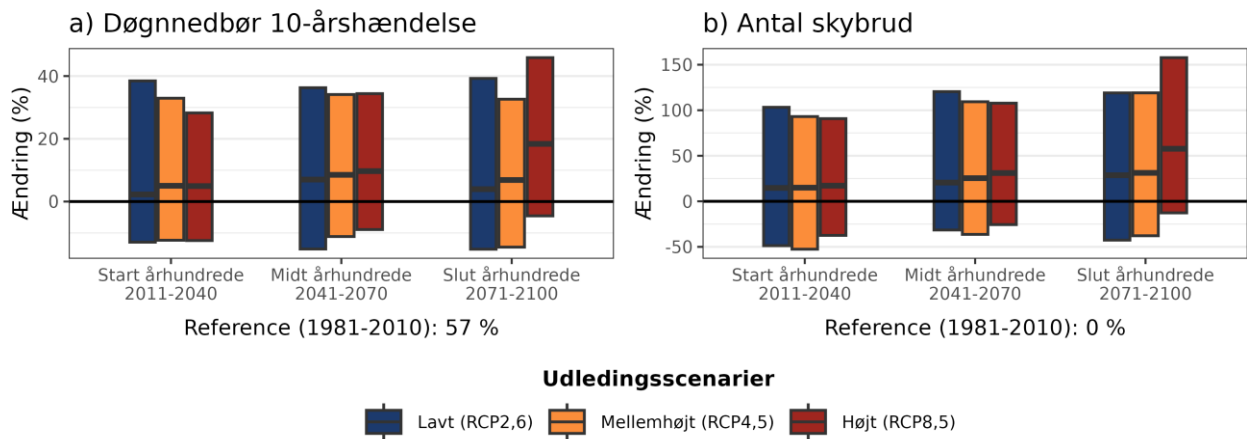 a) Døgnnedbør 10-årshændelse
Ændring (%)
40
20
0
Start århundrede
2011-2040
Midt århundrede
2041-2070
Slut århundrede
2071-2100
Reference (1981-2010): 57 %
b) Antal skybrud
Ændring (%)
150
100
50
0
-50
Start århundrede
2011-2040
Midt århundrede
2041-2070
Slut århundrede
2071-2100
Reference (1981-2010): 0 %
Udledingsscenarier
Lavt (RCP2,6)
Mellemhøjt (RCP4,5)
Højt (RCP8,5)